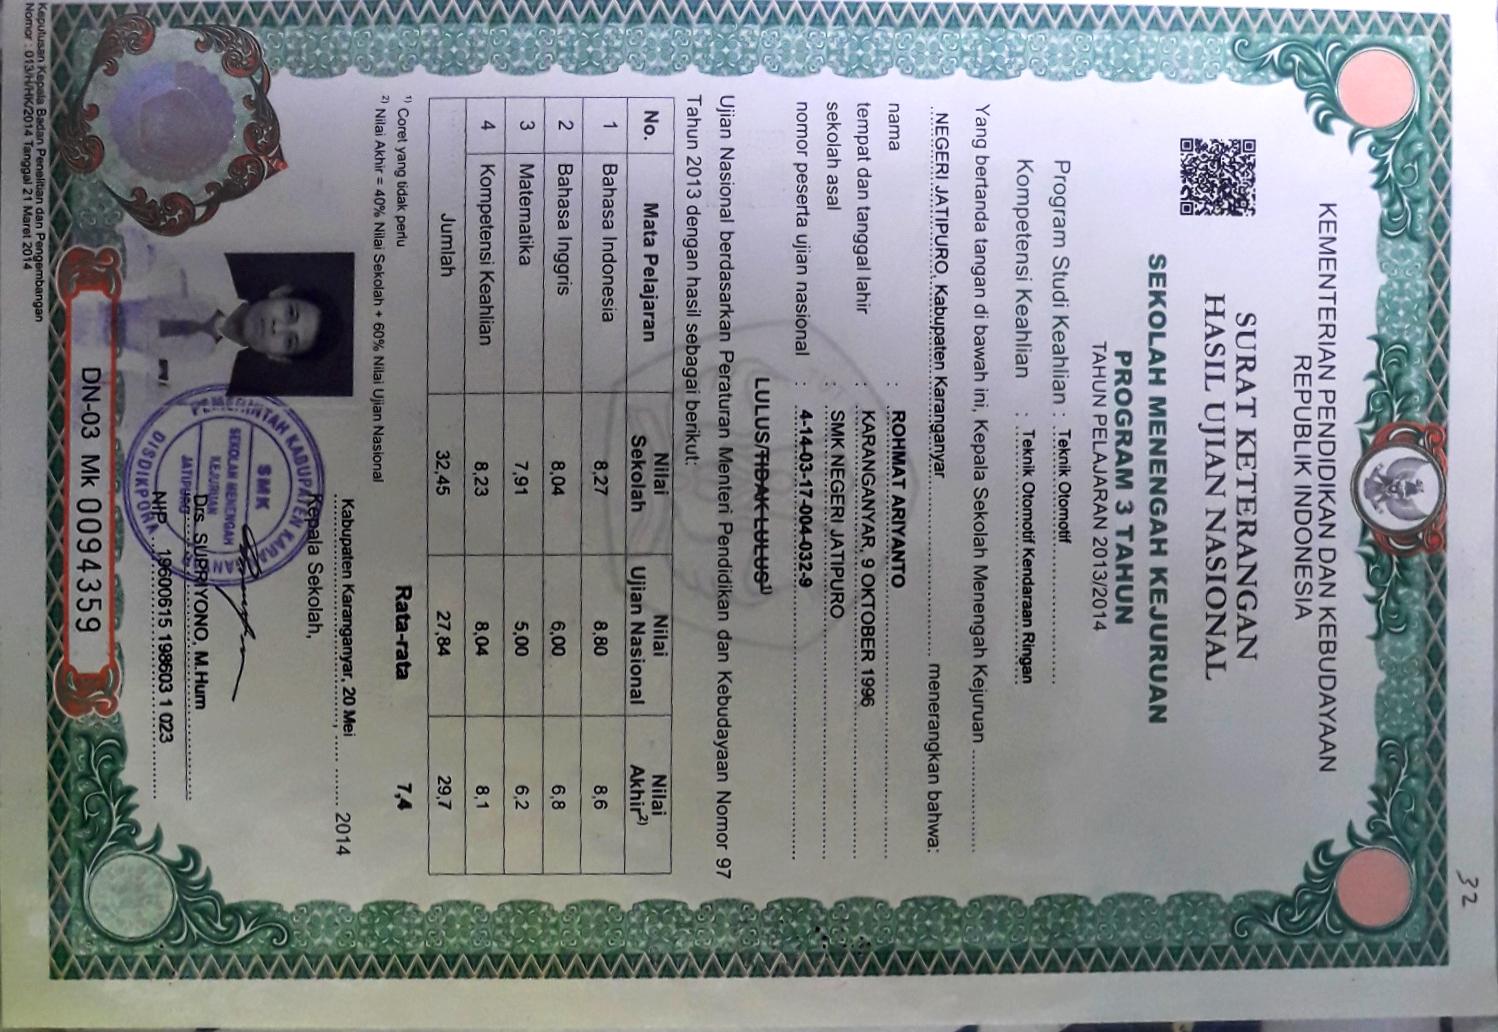 32
KEMENTERIAN PENDIDIKAN DAN KEBUDAYAAN
REPUBLIK INDONESIA
SURAT KETERANGAN
HASIL UJIAN NASIONAL
SEKOLAH MENENGAH KEJURUAN
PROGRAM 3 TAHUN
TAHUN PELAJARAN 2013/2014
Program Studi Keahlian : Teknik Otomotif
Kompetensi Keahlian : Teknik Otomotif Kendaraan Ringan
Yang bertanda tangan di bawah ini, Kepala Sekolah Menengah Kejuruan
NEGERI JATIPURO, Kabupaten Karanganyar menerangkan bahwa:
nama : ROHMAT ARIYANTO
tempat dan tanggal lahir : KARANGANYAR, 9 OKTOBER 1996
sekolah asal : SMK NEGERI JATIPURO
nomor peserta ujian nasional : 4-14-03-17-004-032-9
LULUS/TIDAK LULUS1)
Ujian Nasional berdasarkan Peraturan Menteri Pendidikan dan Kebudayaan Nomor 97
Tahun 2013 dengan hasil sebagai berikut:
No. Mata Pelajaran Nilai Sekolah Nilai Ujian Nasional Nilai Akhir2)
1 Bahasa Indonesia 8,27 8,80 8,6
2 Bahasa Inggris 8,04 6,00 6,8
3 Matematika 7,91 5,00 6,2
4 Kompetensi Keahlian 8,23 8,04 8,1
Jumlah 32,45 27,84 29,7
Rata-rata 7,4
1) Coret yang tidak perlu
2) Nilai Akhir = 40% Nilai Sekolah + 60% Nilai Ujian Nasional
Kabupaten Karanganyar, 20 Mei 2014
Kepala Sekolah,
PEMERINTAH KABUPATEN
SMK
SEKOLAH MENENGAH
KEJURUAN
JATIPURO
DISDIKPORA
Drs. SUPRIYONO, M.Hum
NIP. 19600615 198603 1 023
DN-03 Mk 0094359
Keputusan Kepala Badan Penelitian dan Pengembangan
Nomor : 013/H/HK/2014 Tanggal 21 Maret 2014